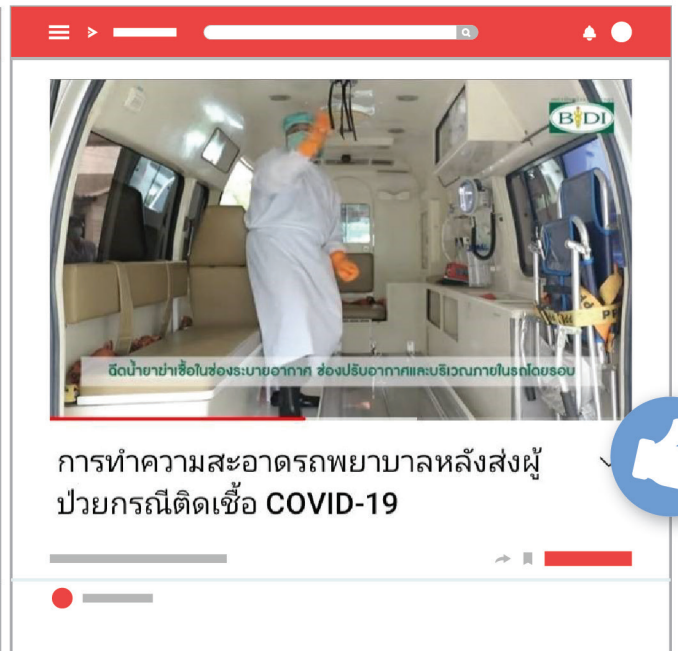 BIDI
ฉีดน้ำยาฆ่าเชื้อในช่องระบายอากาศ ช่องปรับอากาศและบริเวณภายในรถโดยรอบ
การทำความสะอาดรถพยาบาลหลังส่งผู้
ป่วยกรณีติดเชื้อ COVID-19